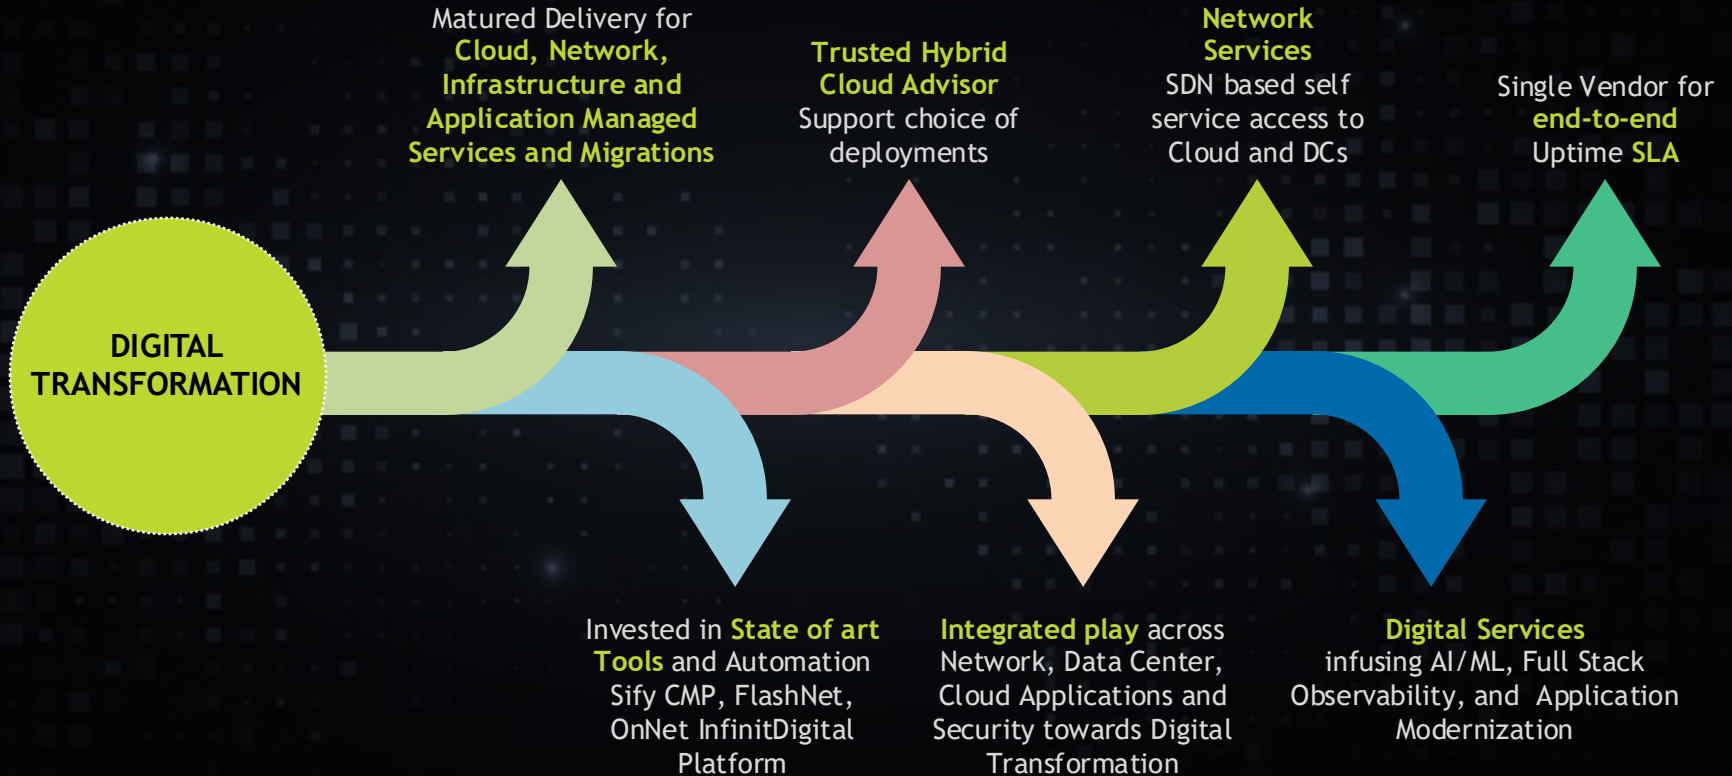 Matured Delivery for
Cloud, Network,
Infrastructure and
Application Managed
Services and Migrations
Trusted Hybrid
Cloud Advisor
Support choice of
deployments
Network
Services
SDN based self
service access to
Cloud and DCs
Single Vendor for
end-to-end
Uptime SLA
DIGITAL
TRANSFORMATION
Invested in State of art
Tools and Automation
Sify CMP, FlashNet,
OnNet InfinitDigital
Platform
Integrated play across
Network, Data Center,
Cloud Applications and
Security towards Digital
Transformation
Digital Services
infusing AI/ML, Full Stack
Observability, and Application
Modernization